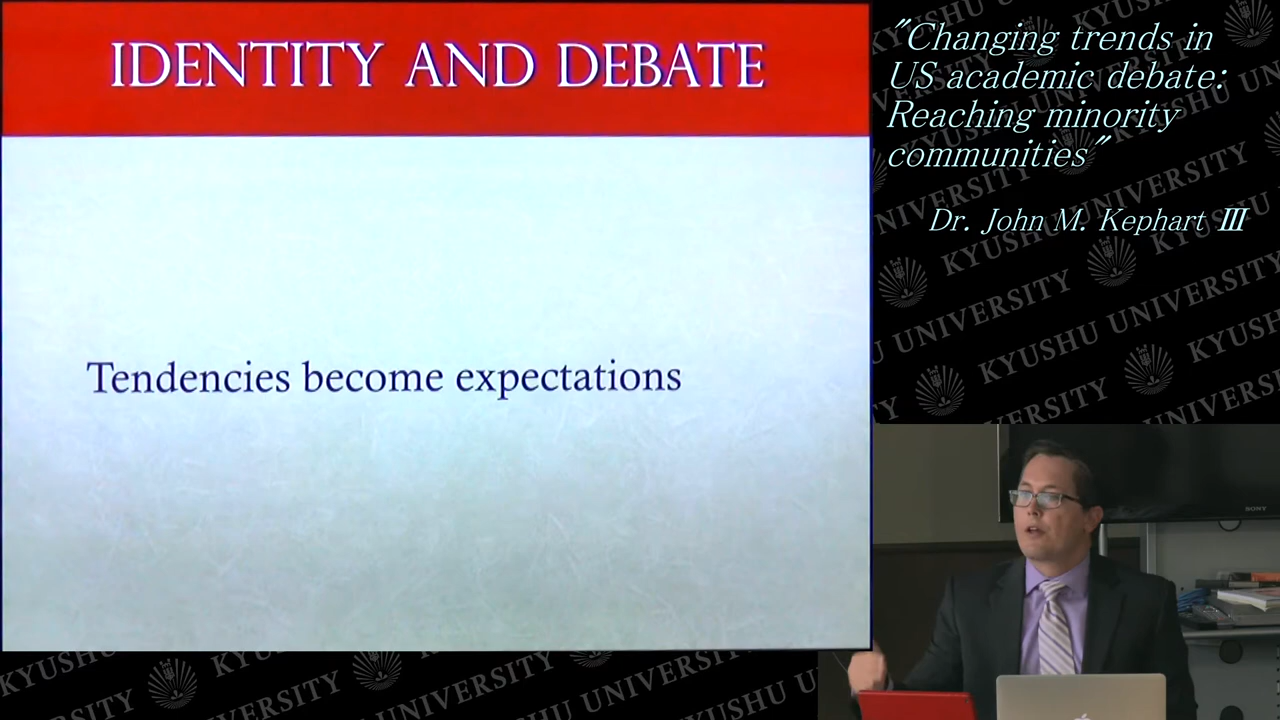 IDENTITY AND DEBATE
Tendencies become expectations
"Changing trends in
US academic debate:
Reaching minority
communities"
Dr. John M. Kephart Ⅲ
KYUSHU UNIVERSITY
SONY